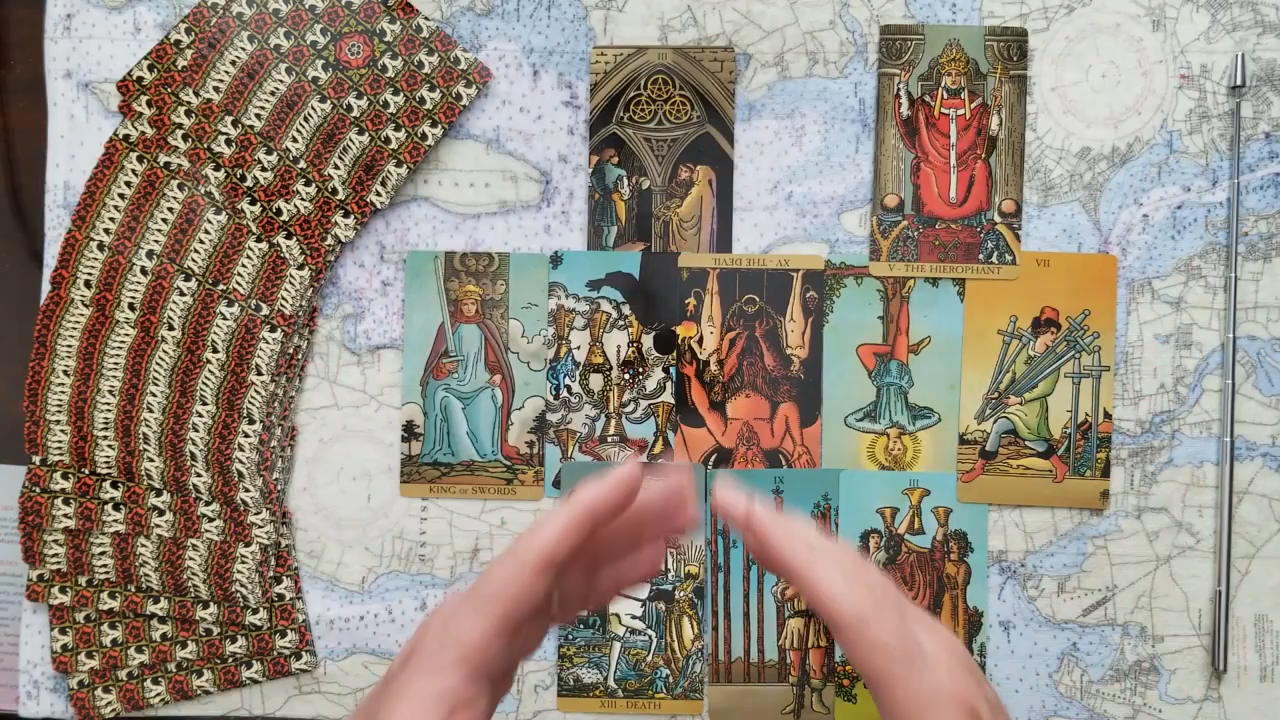 III
V - THE HIEROPHANT
XV - THE DEVIL
VII
KING OF SWORDS
IX
III
XIII - DEATH